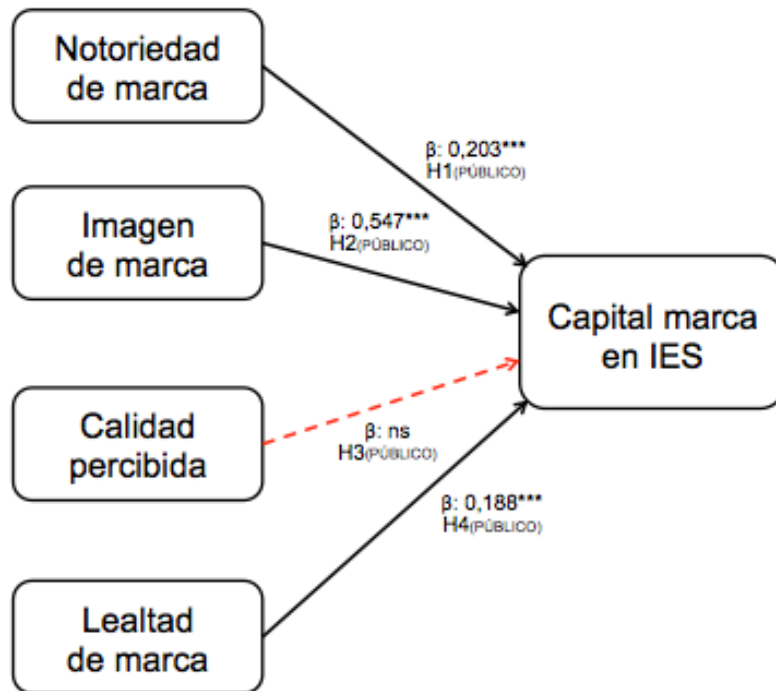 Notoriedad
de marca
β: 0,203***
H1(PÚBLICO)
Imagen
de marca
β: 0,547***
H2(PÚBLICO)
Capital marca
en IES
Calidad
percibida
β: ns
H3(PÚBLICO)
β: 0,188***
H4(PÚBLICO)
Lealtad
de marca